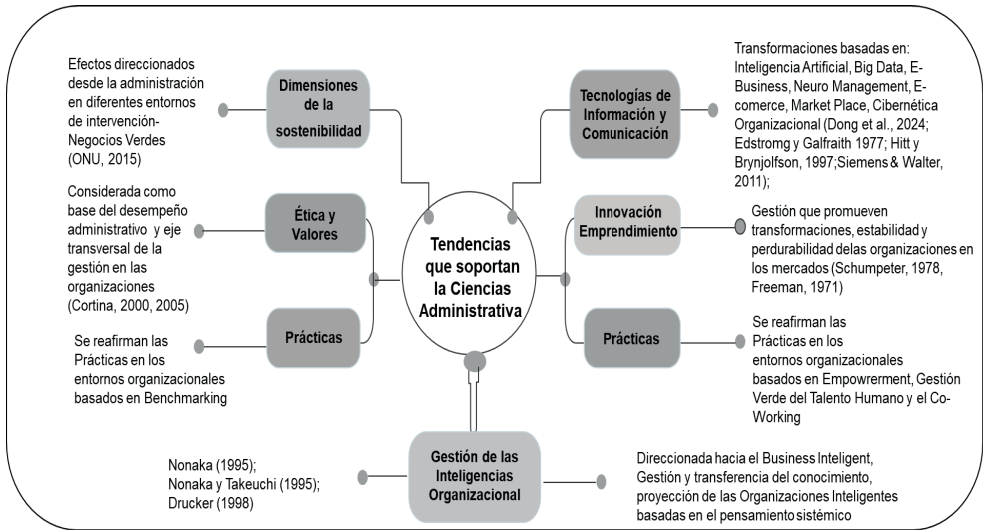 Efectos direccionados
desde la administración
en diferentes entornos
de intervención-
Negocios Verdes
(ONU, 2015)
Dimensiones
de la
sostenibilidad
Considerada como
base del desempeño
administrativo y eje
transversal de la
gestión en las
organizaciones
(Cortina, 2000, 2005)
Ética y
Valores
Se reafirman las
Prácticas en los
entornos organizacionales
basados en Benchmarking
Prácticas
Tendencias
que soportan
la Ciencias
Administrativa
Tecnologías de
Información y
Comunicación
Transformaciones basadas en:
Inteligencia Artificial, Big Data, E-
Business, Neuro Management, E-
comerce, Market Place, Cibernética
Organizacional (Dong et al., 2024;
Edstromg y Galfraith 1977; Hitt y
Brynjolfson, 1997;Siemens & Walter,
2011);
Innovación
Emprendimiento
Gestión que promueven
transformaciones, estabilidad y
perdurabilidad delas organizaciones en
los mercados (Schumpeter, 1978,
Freeman, 1971)
Prácticas
Se reafirman las
Prácticas en los
entornos organizacionales
basados en Empowerment, Gestión
Verde del Talento Humano y el Co-
Working
Nonaka (1995);
Nonaka y Takeuchi (1995);
Drucker (1998)
Gestión de las
Inteligencias
Organizacional
Direccionada hacia el Business Inteligent,
Gestión y transferencia del conocimiento,
proyección de las Organizaciones Inteligentes
basadas en el pensamiento sistémico